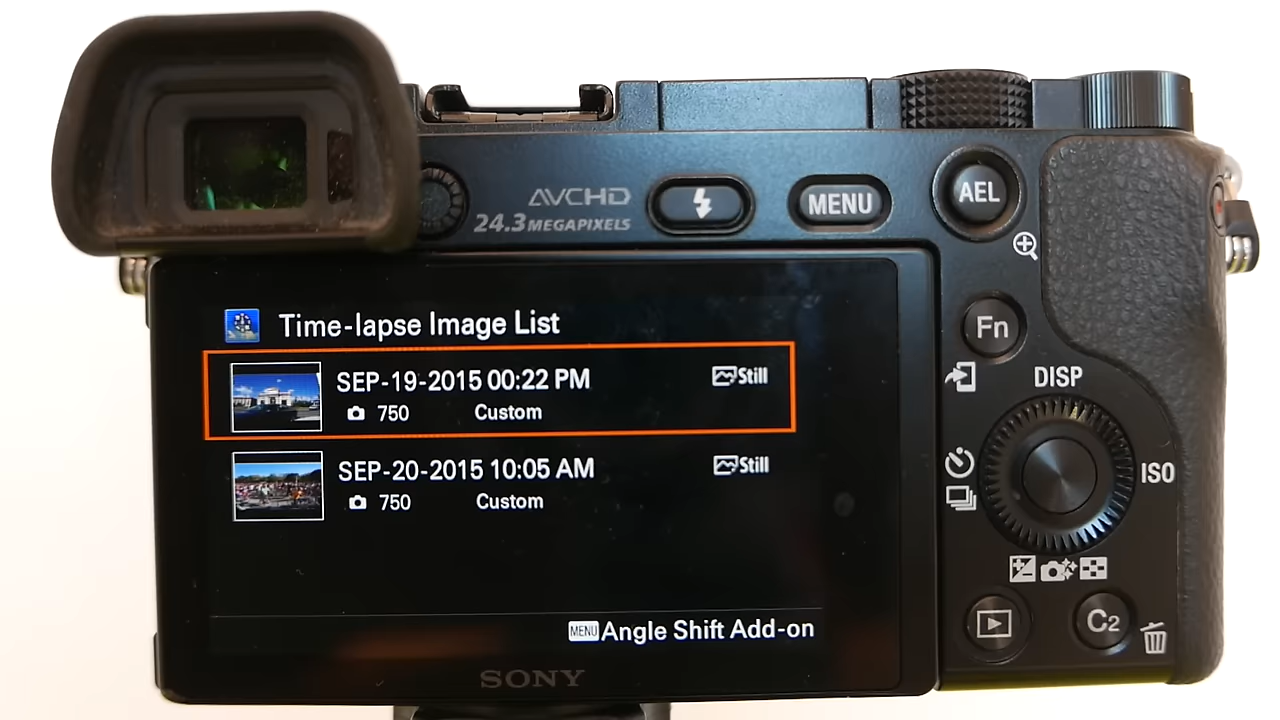 AVCHD
24.3 MEGAPIXELS
MENU
AEL
Fn
DISP
ISO
C2
Time-lapse Image List
SEP-19-2015 00:22 PM
Still
750 Custom
SEP-20-2015 10:05 AM
Still
750 Custom
MENU Angle Shift Add-on
SONY